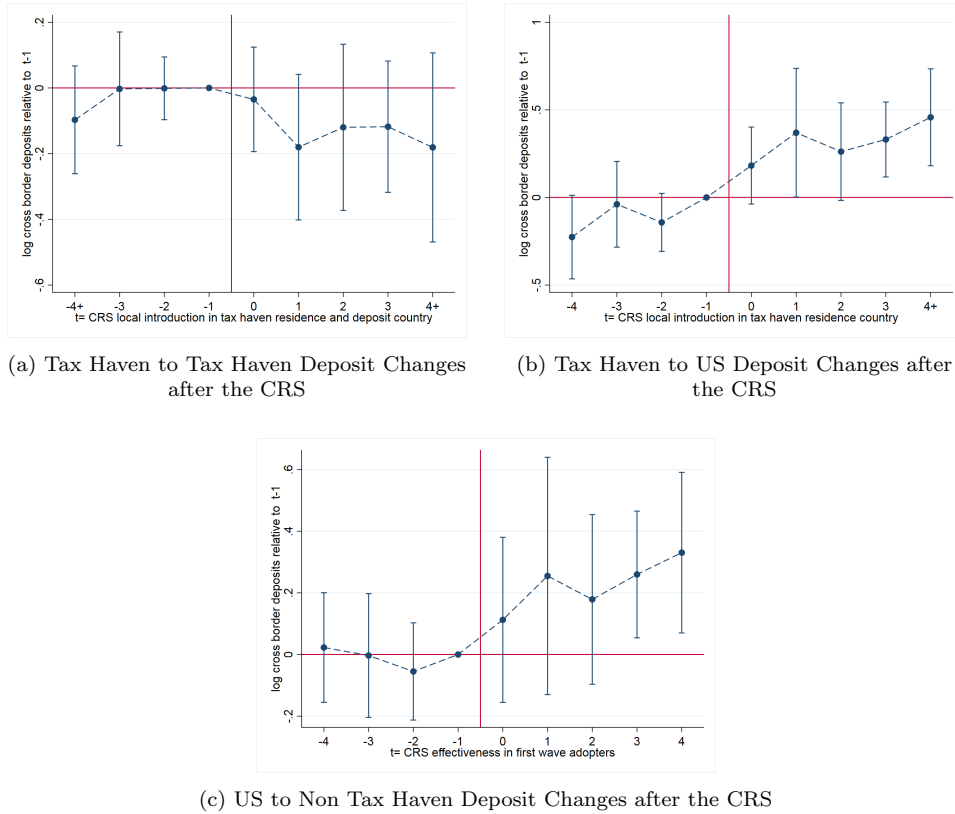 log cross border deposits relative to t-1
.2
0
-.2
-.4
-.6
-4+ -3 -2 -1 0 1 2 3 4+
t= CRS local introduction in tax haven residence and deposit country
(a) Tax Haven to Tax Haven Deposit Changes
after the CRS
log cross border deposits relative to t-1
1
.5
0
-.5
-4 -3 -2 -1 0 1 2 3 4+
t= CRS local introduction in tax haven residence country
(b) Tax Haven to US Deposit Changes after
the CRS
log cross border deposits relative to t-1
.6
.4
.2
0
-.2
-4 -3 -2 -1 0 1 2 3 4
t= CRS effectiveness in first wave adopters
(c) US to Non Tax Haven Deposit Changes after the CRS